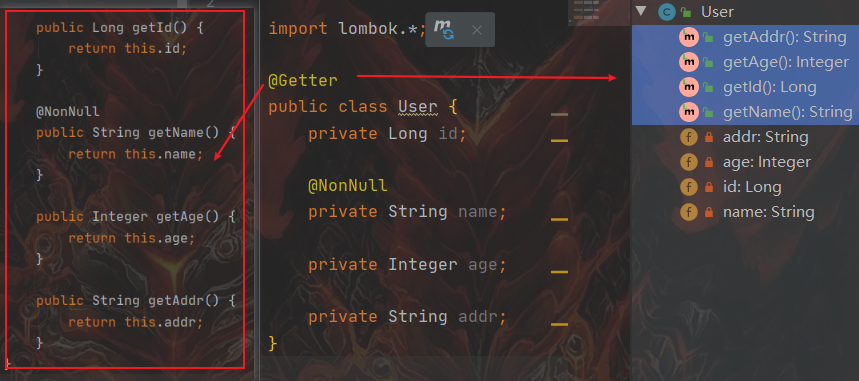 2
public Long getId() {
return this.id;
}
@NonNull
public String getName() {
return this.name;
}
public Integer getAge() {
return this.age;
}
public String getAddr() {
return this.addr;
}
}
import lombok.*;
m
@Getter
public class User {
private Long id;
@NonNull
private String name;
private Integer age;
private String addr;
}
C User
m getAddr(): String
m getAge(): Integer
m getId(): Long
m getName(): String
f addr: String
f age: Integer
f id: Long
f name: String